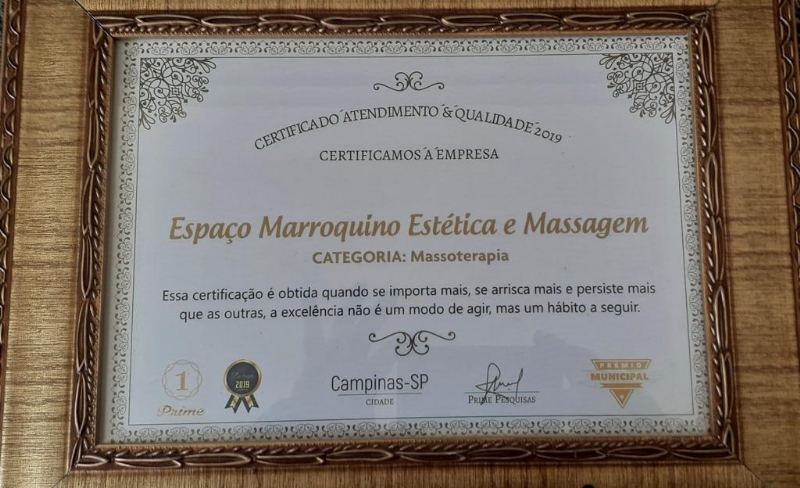 CERTIFICADO ATENDIMENTO & QUALIDADE 2019
CERTIFICAMOS A EMPRESA
Espaço Marroquino Estética e Massagem
CATEGORIA: Massoterapia
Essa certificação é obtida quando se importa mais, se arrisca mais e persiste mais
que as outras, a excelência não é um modo de agir, mas um hábito a seguir.
1
Prime
2019
Campinas-SP
CIDADE
PRIME PESQUISAS
PRÊMIO
MUNICIPAL